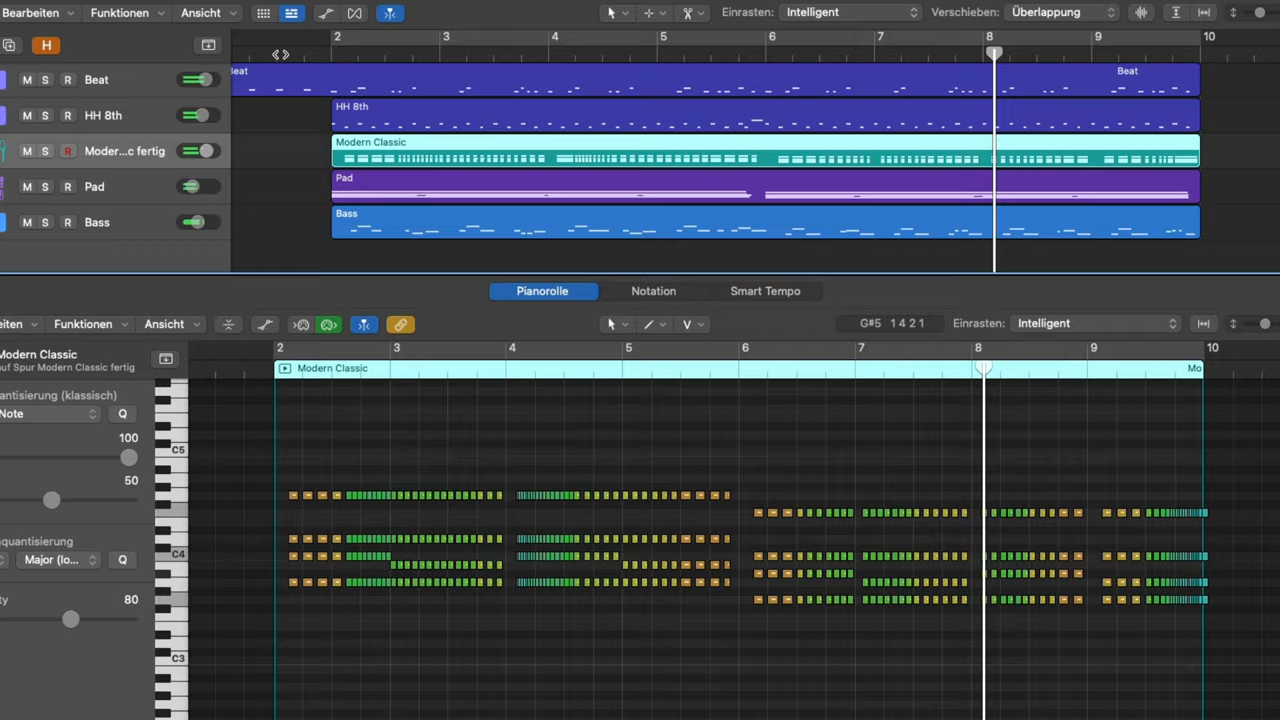 Bearbeiten Funktionen Ansicht Einrasten: Intelligent Verschieben: Überlappung
H 2 3 4 5 6 7 8 9 10
M S R Beat Beat Beat
M S R HH 8th HH 8th
M S R Moder...c fertig Modern Classic
M S R Pad Pad
M S R Bass Bass
Pianorolle Notation Smart Tempo
eiten Funktionen Ansicht V G#5 1 4 2 1 Einrasten: Intelligent
Modern Classic 2 3 4 5 6 7 8 9 10
auf Spur Modern Classic fertig Modern Classic Mo
antisierung (klassisch)
Note Q
100
C5
50
nquantisierung
Major (lo... Q C4
ty 80
C3